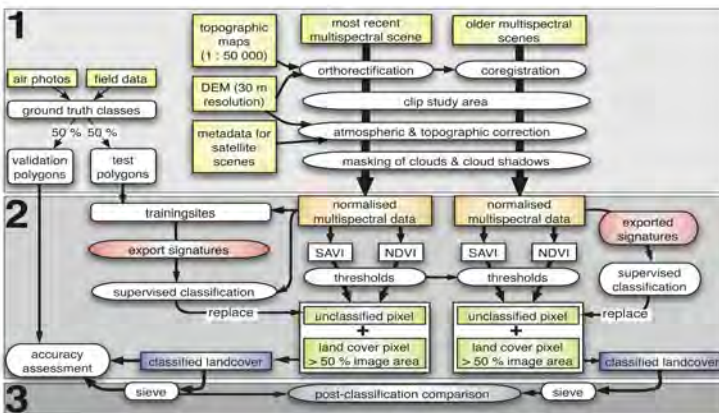 1
topographic
maps
(1 : 50 000)
most recent
multispectral scene
older multispectral
scenes
air photos
field data
orthorectification
coregistration
ground truth classes
DEM (30 m
resolution)
clip study area
50 % 50 %
metadata for
satellite
scenes
atmospheric & topographic correction
validation
polygons
test
polygons
masking of clouds & cloud shadows
2
trainingsites
normalised
multispectral data
normalised
multispectral data
exported
signatures
export signatures
SAVI
NDVI
SAVI
NDVI
supervised classification
thresholds
thresholds
supervised
classification
replace
unclassified pixel
+
land cover pixel
> 50 % image area
unclassified pixel
+
land cover pixel
> 50 % image area
replace
accuracy
assessment
classified landcover
classified landcover
3
sieve
post-classification comparison
sieve